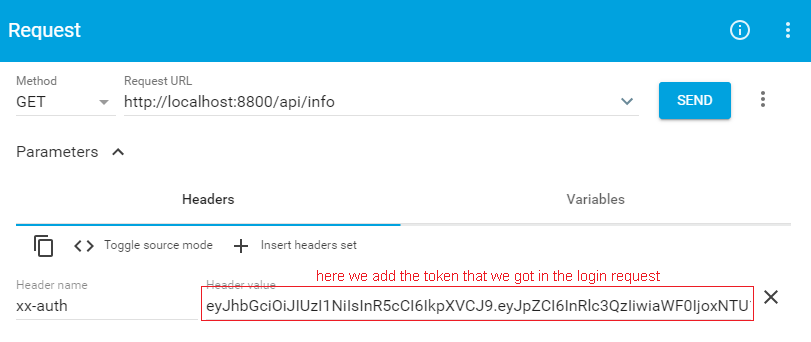 Request
Method
Request URL
GET
http://localhost:8800/api/info
SEND
Parameters
Headers
Variables
Toggle source mode
Insert headers set
here we add the token that we got in the login request
Header name
Header value
xx-auth
eyJhbGciOiJIUzI1NiIsInR5cCI6IkpXVCJ9.eyJpZCI6InRlc3QzIiwiaWF0IjoxNTU